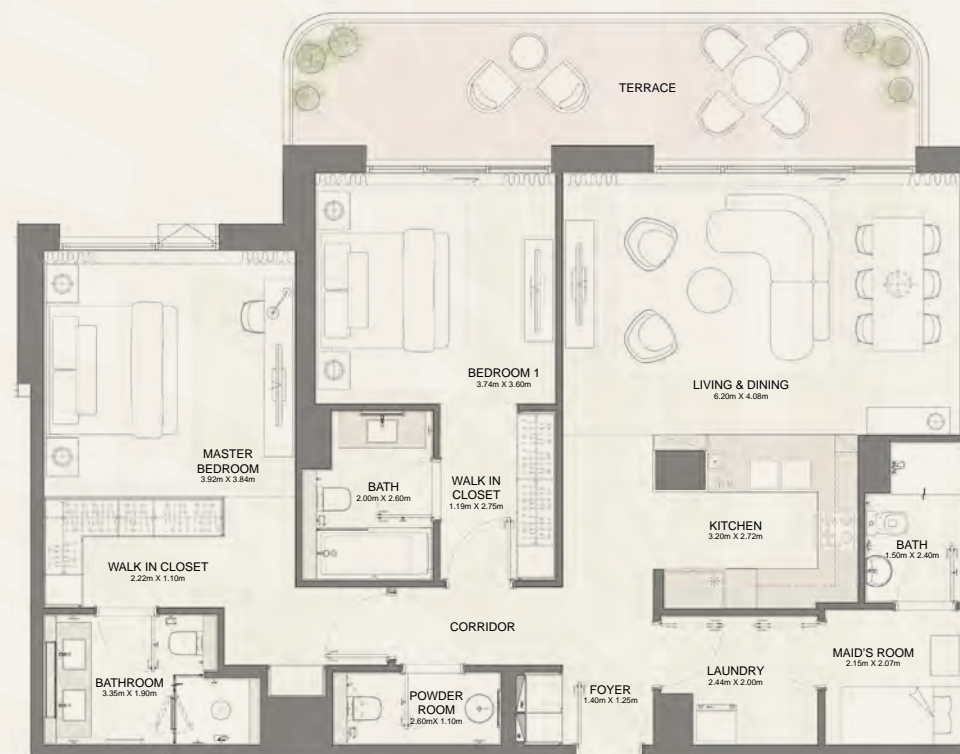 TERRACE
BEDROOM 1
3.74m X 3.60m
LIVING & DINING
6.20m X 4.08m
MASTER
BEDROOM
3.92m X 3.84m
BATH
2.00m X 2.60m
WALK IN
CLOSET
1.19m X 2.75m
KITCHEN
3.20m X 2.72m
BATH
1.50m X 2.40m
WALK IN CLOSET
2.22m X 1.10m
CORRIDOR
BATHROOM
3.35m X 1.90m
POWDER
ROOM
2.60mX 1.10m
FOYER
1.40m X 1.25m
LAUNDRY
2.44m X 2.00m
MAID'S ROOM
2.15m X 2.07m